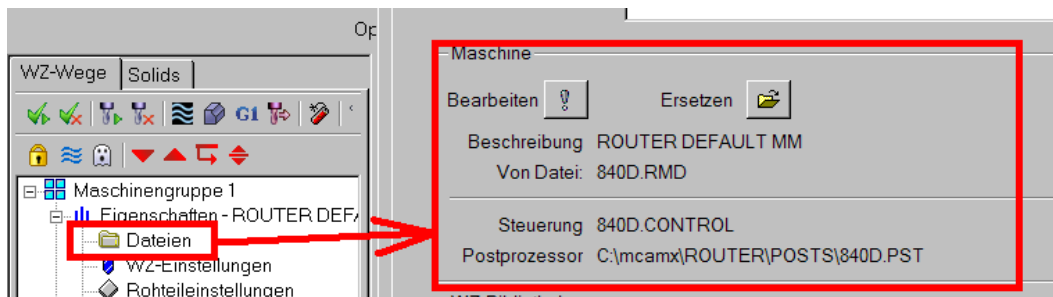 Op
WZ-Wege Solids
G1
Maschinengruppe 1
Eigenschaften - ROUTER DEF
Dateien
WZ-Einstellungen
Rohteileinstellungen
Maschine
Bearbeiten Ersetzen
Beschreibung ROUTER DEFAULT MM
Von Datei: 840D.RMD
Steuerung 840D.CONTROL
Postprozessor C:\mcamx\ROUTER\POSTS\840D.PST